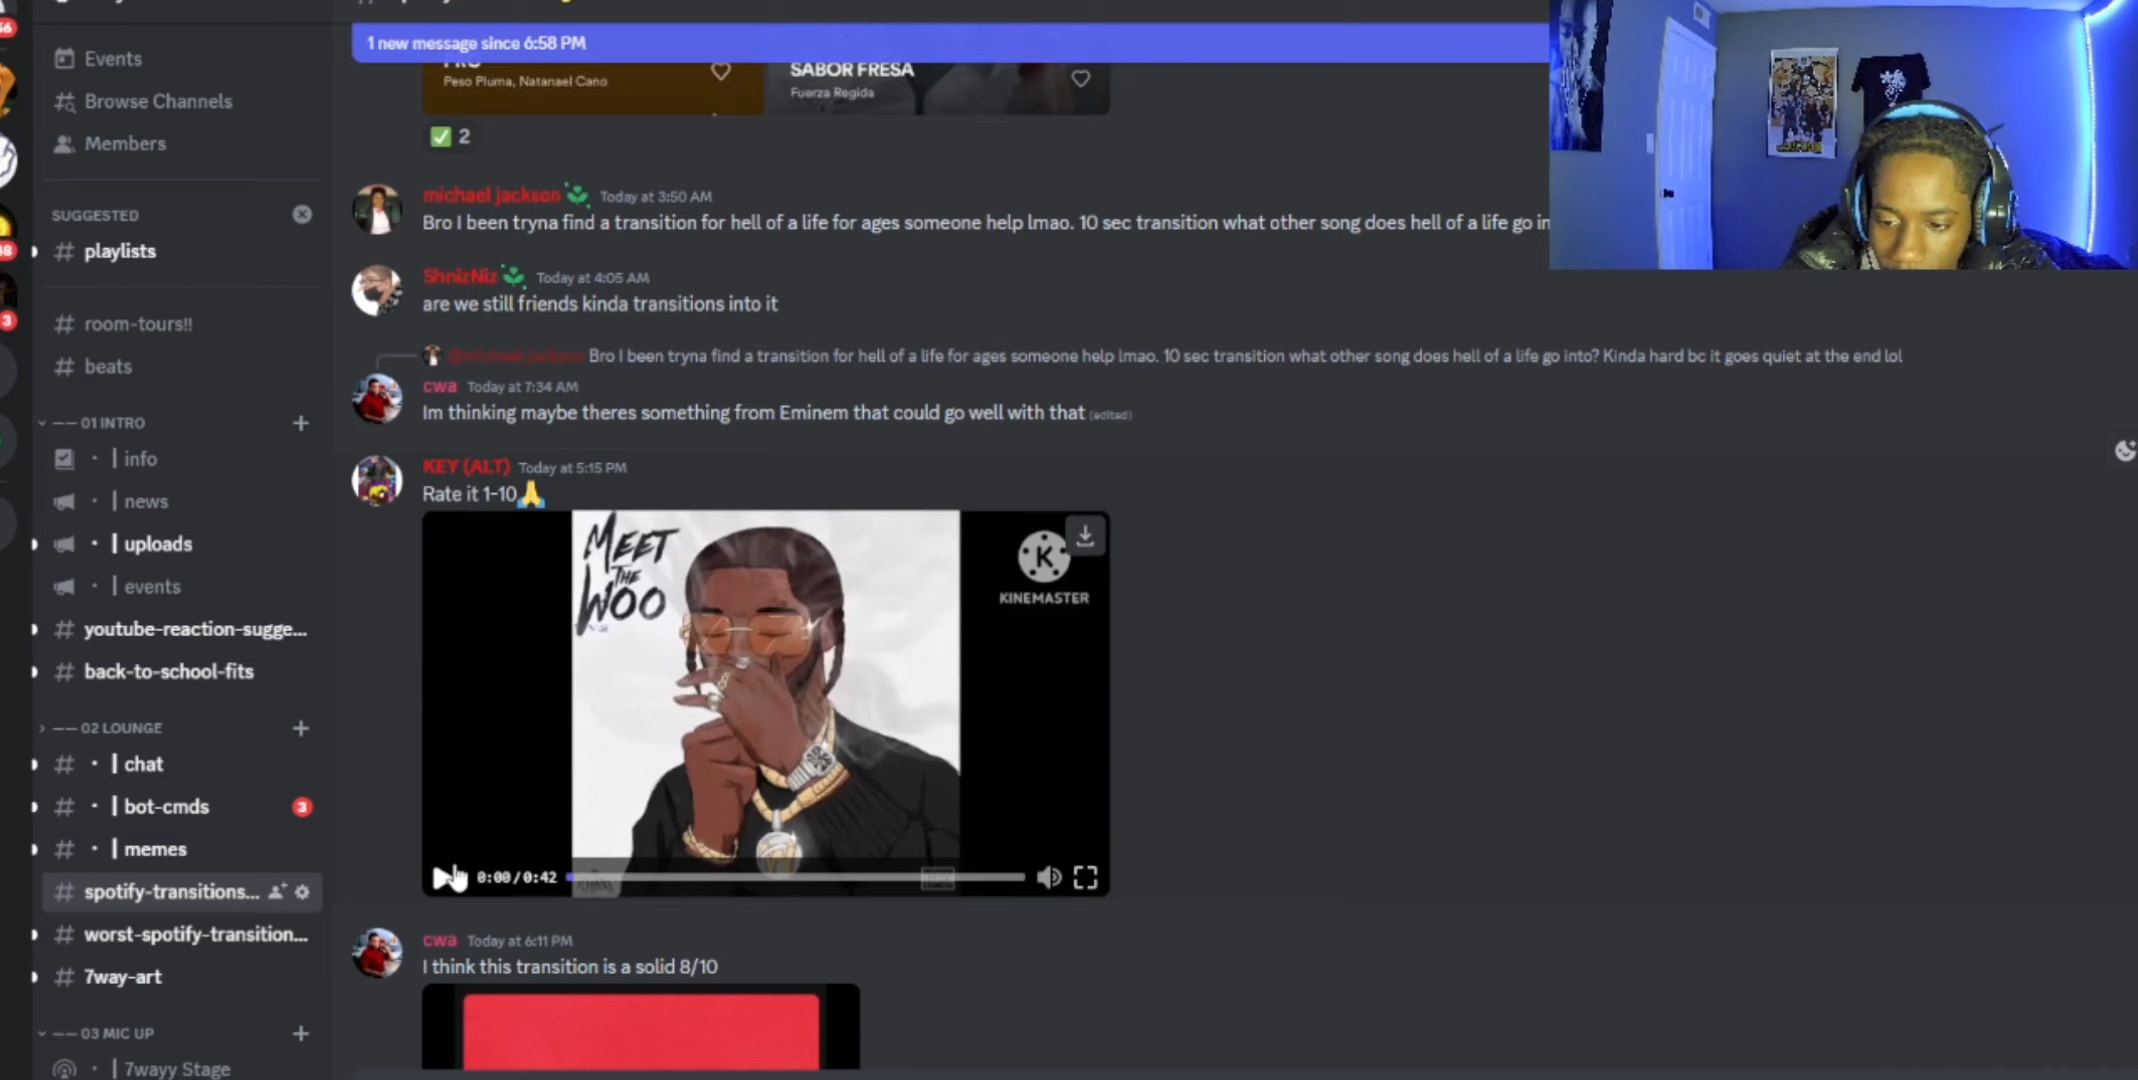 56
Events
Browse Channels
Members
SUGGESTED
48
# playlists
3
# room-tours!!
# beats
—— 01 INTRO +
· | info
· | news
· | uploads
· | events
# youtube-reaction-sugge...
# back-to-school-fits
—— 02 LOUNGE +
# · | chat
# · | bot-cmds 3
# · | memes
# spotify-transitions...
# worst-spotify-transition...
# 7way-art
—— 03 MIC UP +
· | 7wayy Stage
1 new message since 6:58 PM
Peso Pluma, Natanael Cano
SABOR FRESA
Fuerza Regida
2
michael jackson Today at 3:50 AM
Bro I been tryna find a transition for hell of a life for ages someone help lmao. 10 sec transition what other song does hell of a life go in
ShnizNiz Today at 4:05 AM
are we still friends kinda transitions into it
@michael jackson Bro I been tryna find a transition for hell of a life for ages someone help lmao. 10 sec transition what other song does hell of a life go into? Kinda hard bc it goes quiet at the end lol
cwa Today at 7:34 AM
Im thinking maybe theres something from Eminem that could go well with that (edited)
KEY (ALT) Today at 5:15 PM
Rate it 1-10🙏
MEET
THE
WOO
K
KINEMASTER
0:00/0:42
cwa Today at 6:11 PM
I think this transition is a solid 8/10